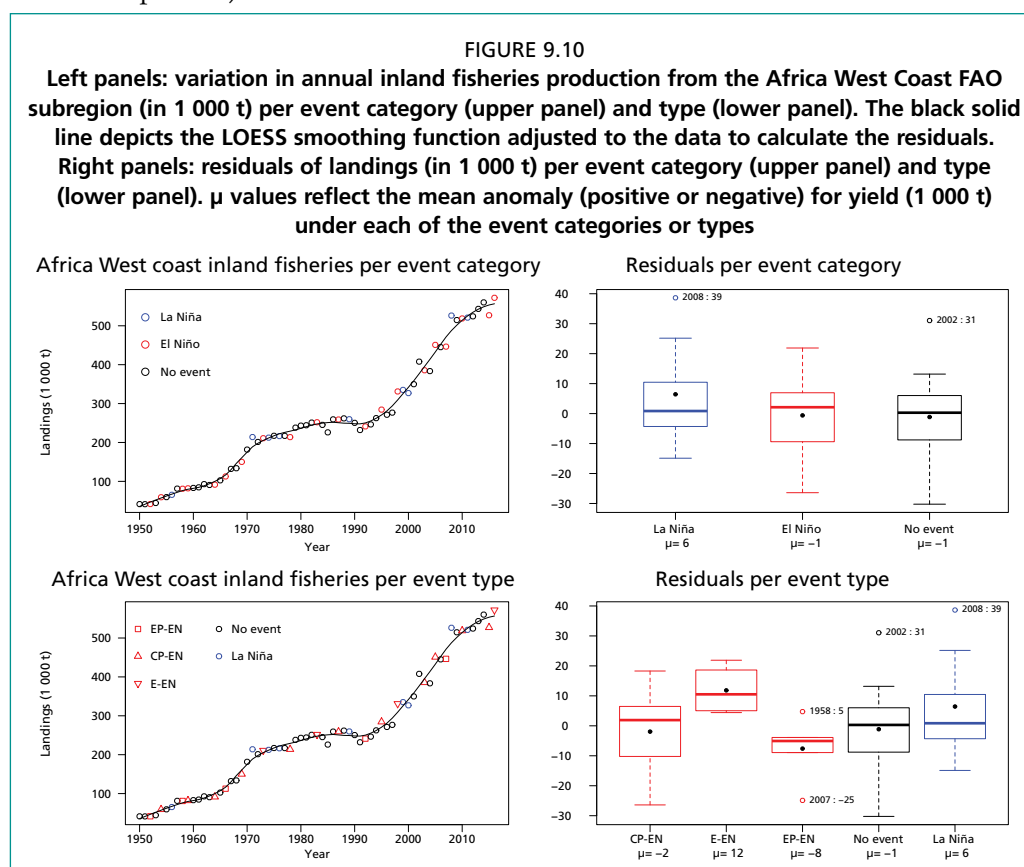 FIGURE 9.10
Left panels: variation in annual inland fisheries production from the Africa West Coast FAO
subregion (in 1 000 t) per event category (upper panel) and type (lower panel). The black solid
line depicts the LOESS smoothing function adjusted to the data to calculate the residuals.
Right panels: residuals of landings (in 1 000 t) per event category (upper panel) and type
(lower panel). µ values reflect the mean anomaly (positive or negative) for yield (1 000 t)
under each of the event categories or types
Africa West coast inland fisheries per event category
Landings (1 000 t)
500
400
300
200
100
La Niña
El Niño
No event
1950 1960 1970 1980 1990 2000 2010
Year
Residuals per event category
40
30
20
10
0
−10
−20
−30
2008 : 39
2002 : 31
La Niña El Niño No event
µ= 6 µ= −1 µ= −1
Africa West coast inland fisheries per event type
Landings (1 000 t)
500
400
300
200
100
EP-EN No event
CP-EN La Niña
E-EN
1950 1960 1970 1980 1990 2000 2010
Year
Residuals per event type
40
30
20
10
0
−10
−20
−30
2008 : 39
2002 : 31
1958 : 5
2007 : −25
CP-EN E-EN EP-EN No event La Niña
µ= −2 µ= 12 µ= −8 µ= −1 µ= 6